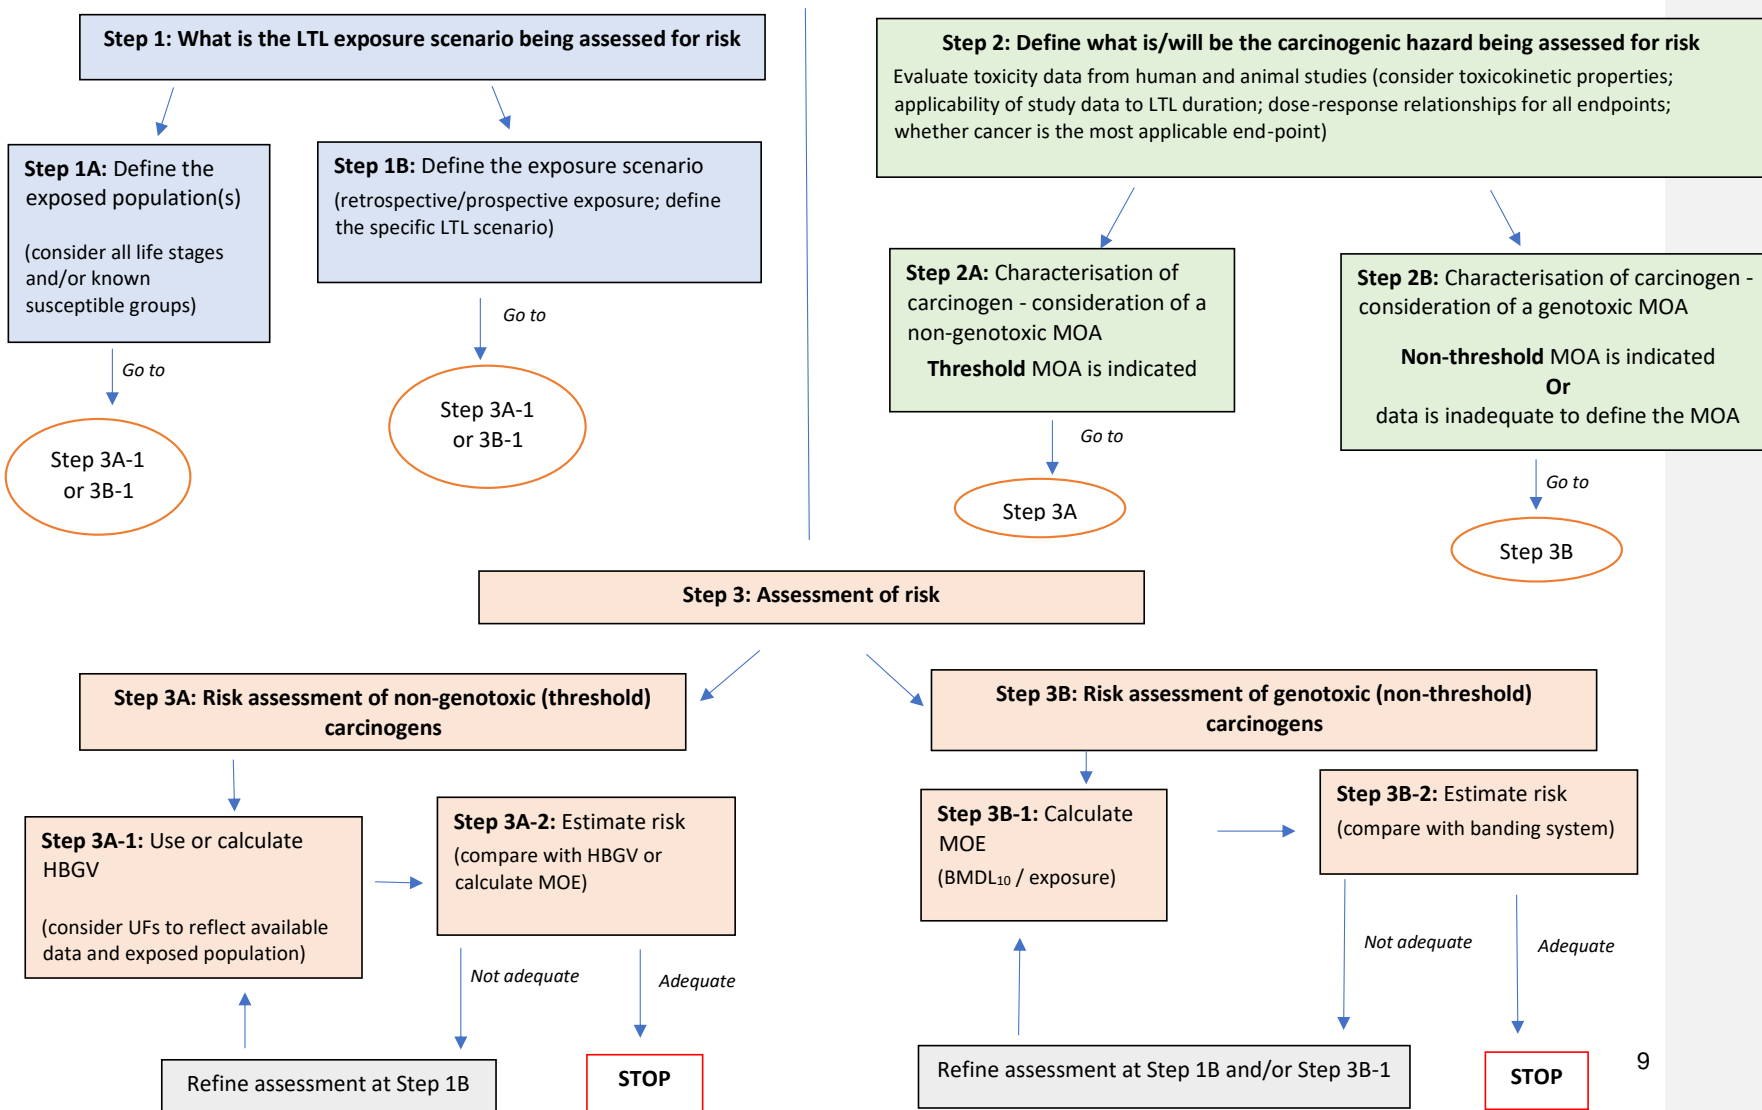 Step 1: What is the LTL exposure scenario being assessed for risk
Step 1A: Define the
exposed population(s)
(consider all life stages
and/or known
susceptible groups)
Go to
Step 3A-1
or 3B-1
Step 1B: Define the exposure scenario
(retrospective/prospective exposure; define
the specific LTL scenario)
Go to
Step 3A-1
or 3B-1
Step 2: Define what is/will be the carcinogenic hazard being assessed for risk
Evaluate toxicity data from human and animal studies (consider toxicokinetic properties;
applicability of study data to LTL duration; dose-response relationships for all endpoints;
whether cancer is the most applicable end-point)
Step 2A: Characterisation of
carcinogen - consideration of a
non-genotoxic MOA
Threshold MOA is indicated
Go to
Step 3A
Step 2B: Characterisation of carcinogen -
consideration of a genotoxic MOA
Non-threshold MOA is indicated
Or
data is inadequate to define the MOA
Go to
Step 3B
Step 3: Assessment of risk
Step 3A: Risk assessment of non-genotoxic (threshold)
carcinogens
Step 3A-1: Use or calculate
HBGV
(consider UFs to reflect available
data and exposed population)
Step 3A-2: Estimate risk
(compare with HBGV or
calculate MOE)
Not adequate
Adequate
Refine assessment at Step 1B
STOP
Step 3B: Risk assessment of genotoxic (non-threshold)
carcinogens
Step 3B-1: Calculate
MOE
(BMDL₁₀ / exposure)
Step 3B-2: Estimate risk
(compare with banding system)
Not adequate
Adequate
Refine assessment at Step 1B and/or Step 3B-1
STOP
9